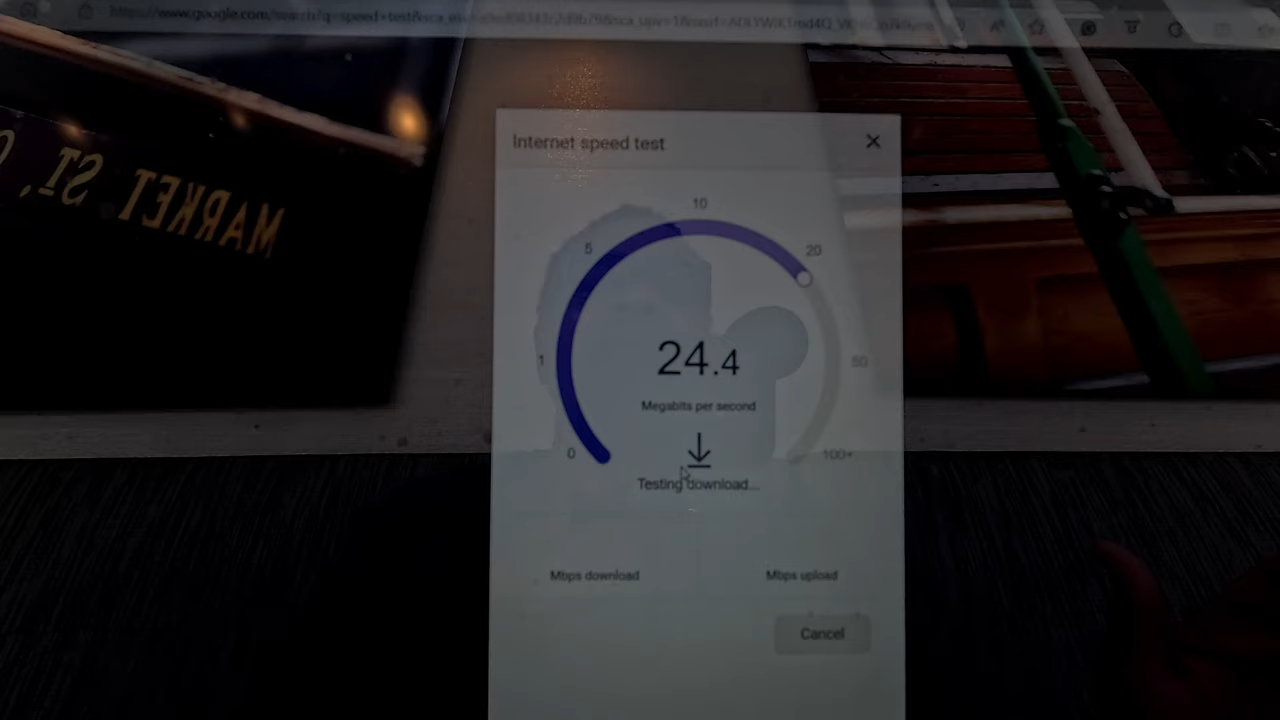 Internet speed test
10
5
20
1
24.4
50
Megabits per second
0
100+
Testing download...
Mbps download
Mbps upload
Cancel
MARKET ST.